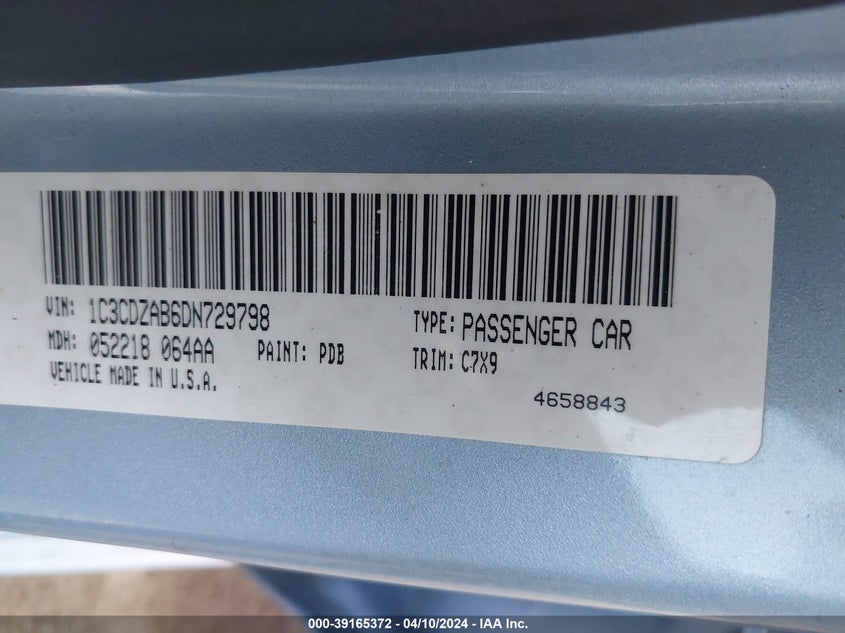 VIN: 1C3CDZAB6DN729798
TYPE: PASSENGER CAR
MDH: 052218 064AA
PAINT: PDB
TRIM: C7X9
VEHICLE MADE IN U.S.A.
4658843
000-39165372 - 04/10/2024 - IAA Inc.